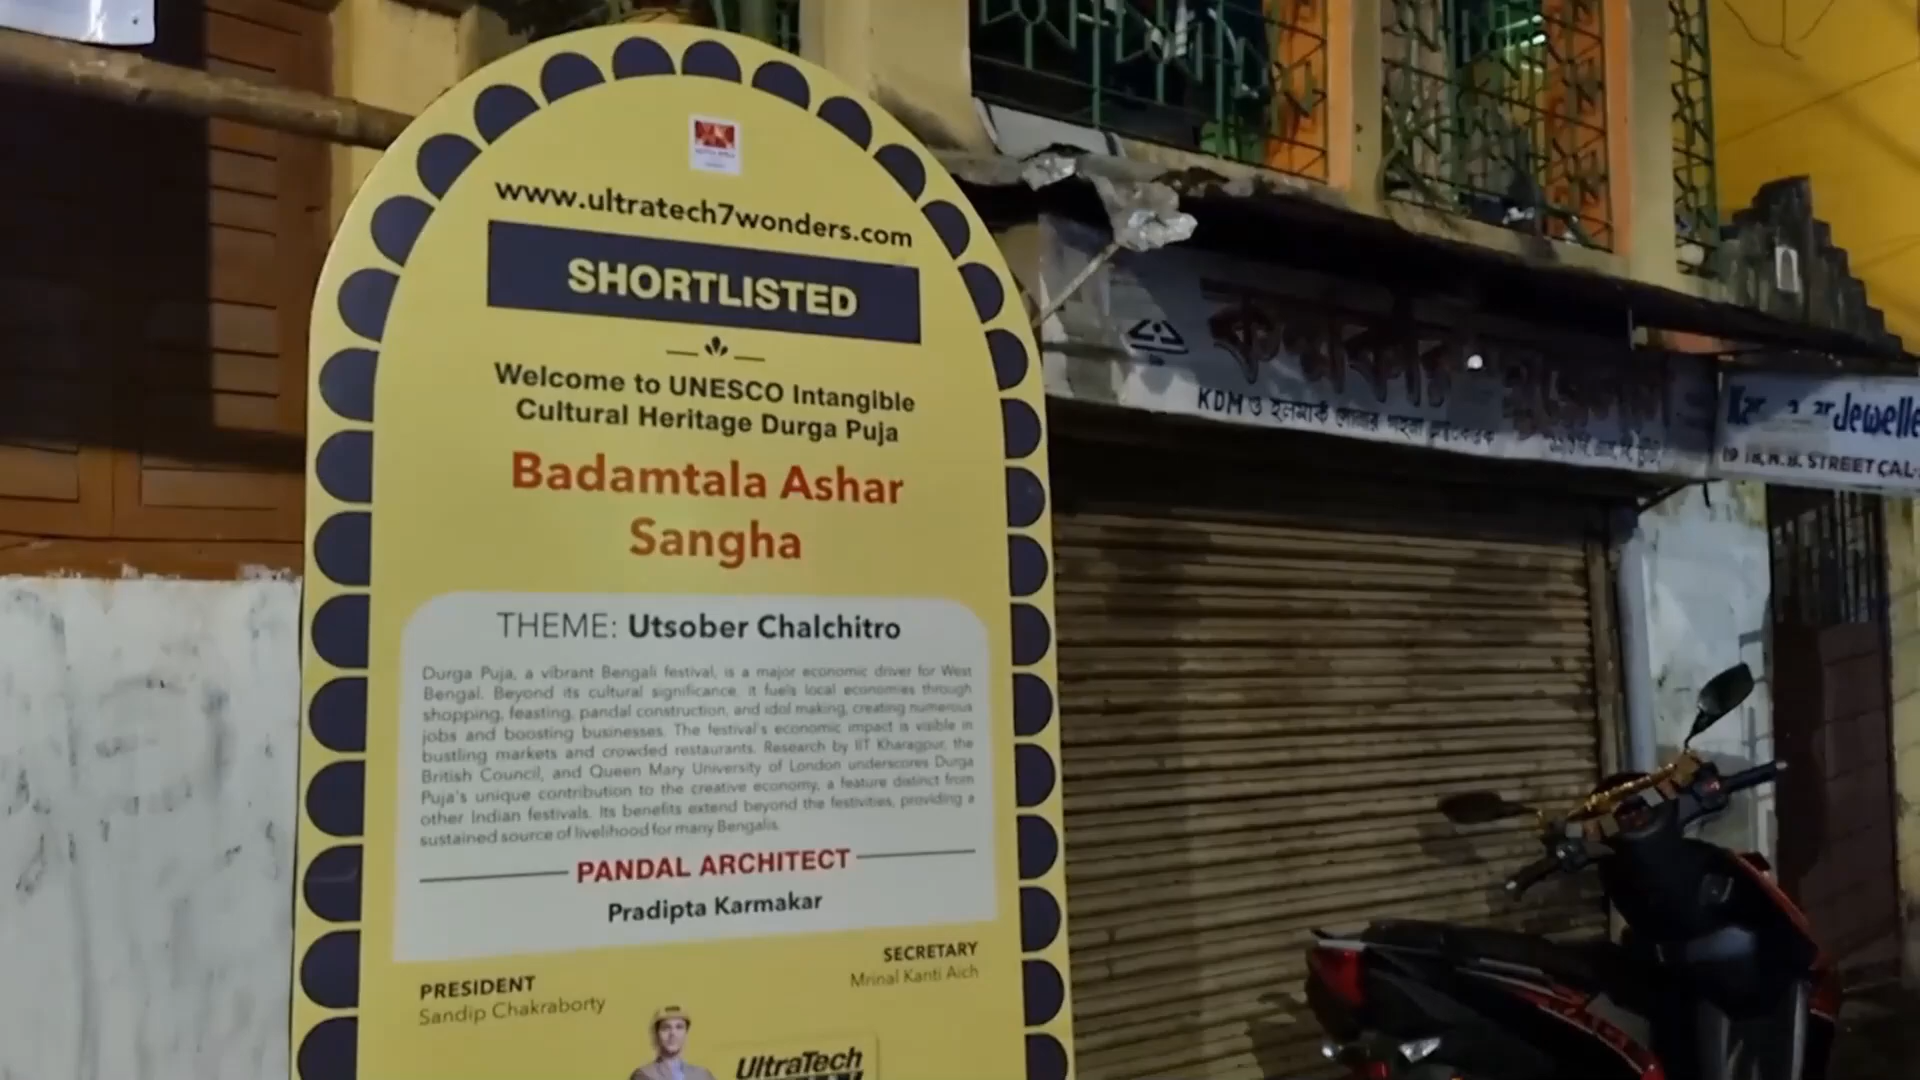 www.ultratech7wonders.com
SHORTLISTED
Welcome to UNESCO Intangible
Cultural Heritage Durga Puja
Badamtala Ashar
Sangha
THEME: Utsober Chalchitro
Durga Puja, a vibrant Bengali festival, is a major economic driver for West
Bengal. Beyond its cultural significance, it fuels local economies through
shopping, feasting, pandal construction, and idol making, creating numerous
jobs and boosting businesses. The festival's economic impact is visible in
bustling markets and crowded restaurants. Research by IIT Kharagpur, the
British Council, and Queen Mary University of London underscores Durga
Puja's unique contribution to the creative economy, a feature distinct from
other Indian festivals. Its benefits extend beyond the festivities, providing a
sustained source of livelihood for many Bengalis.
PANDAL ARCHITECT
Pradipta Karmakar
PRESIDENT
Sandip Chakraborty
SECRETARY
Mrinal Kanti Aich
UltraTech
KDM ও হলমার্ক
Jewelle
STREET CAL